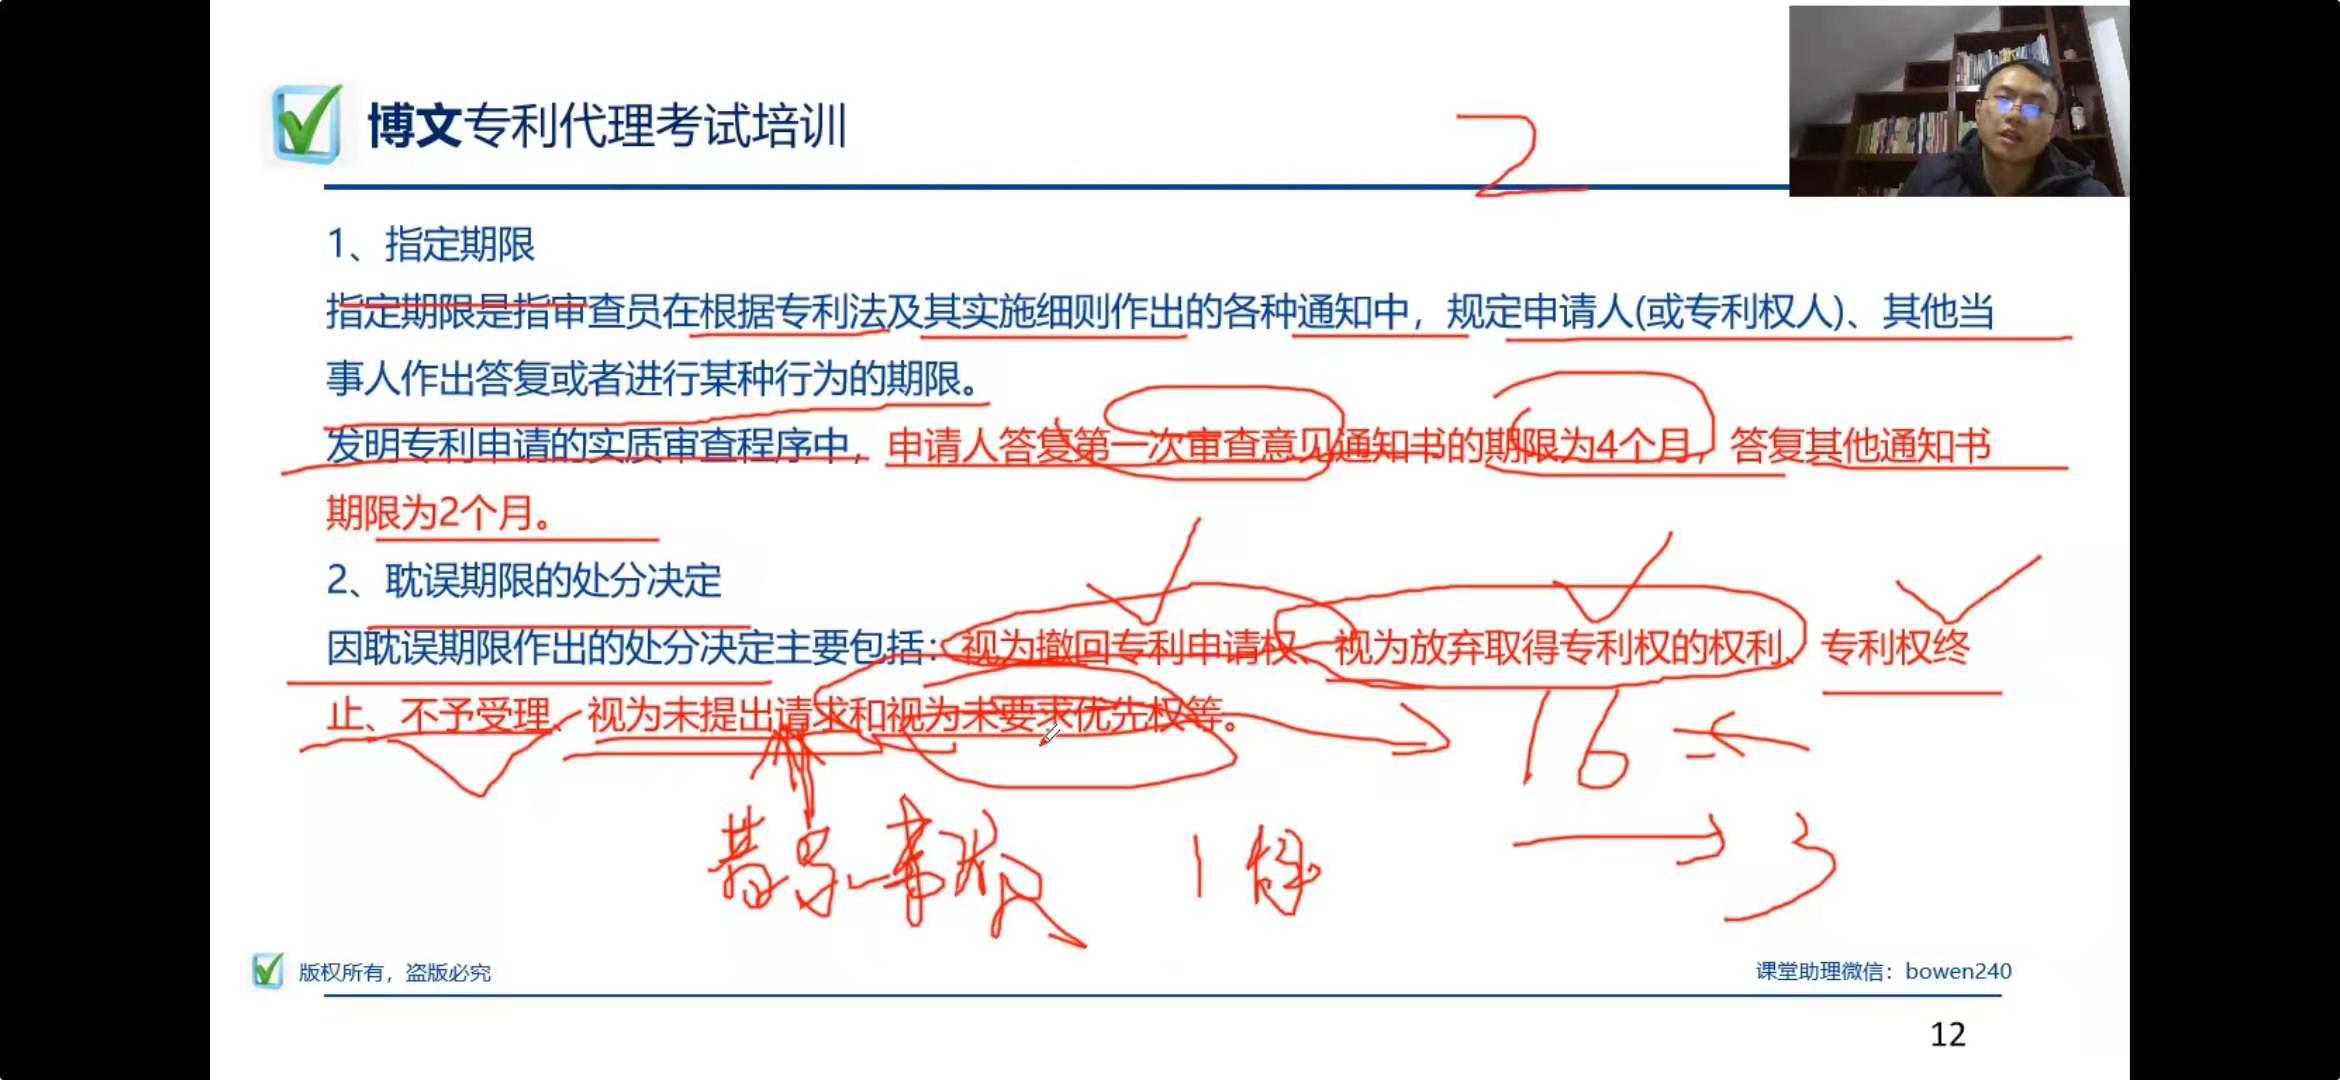 博文专利代理考试培训
2
1、指定期限
指定期限是指审查员在根据专利法及其实施细则作出的各种通知中，规定申请人(或专利权人)、其他当
事人作出答复或者进行某种行为的期限。
发明专利申请的实质审查程序中，申请人答复第一次审查意见通知书的期限为4个月，答复其他通知书
期限为2个月。
2、耽误期限的处分决定
因耽误期限作出的处分决定主要包括：视为撤回专利申请权、视为放弃取得专利权的权利、专利权终
止、不予受理、视为未提出请求和视为未要求优先权等。
16
3
版权所有，盗版必究
课堂助理微信：bowen240
12